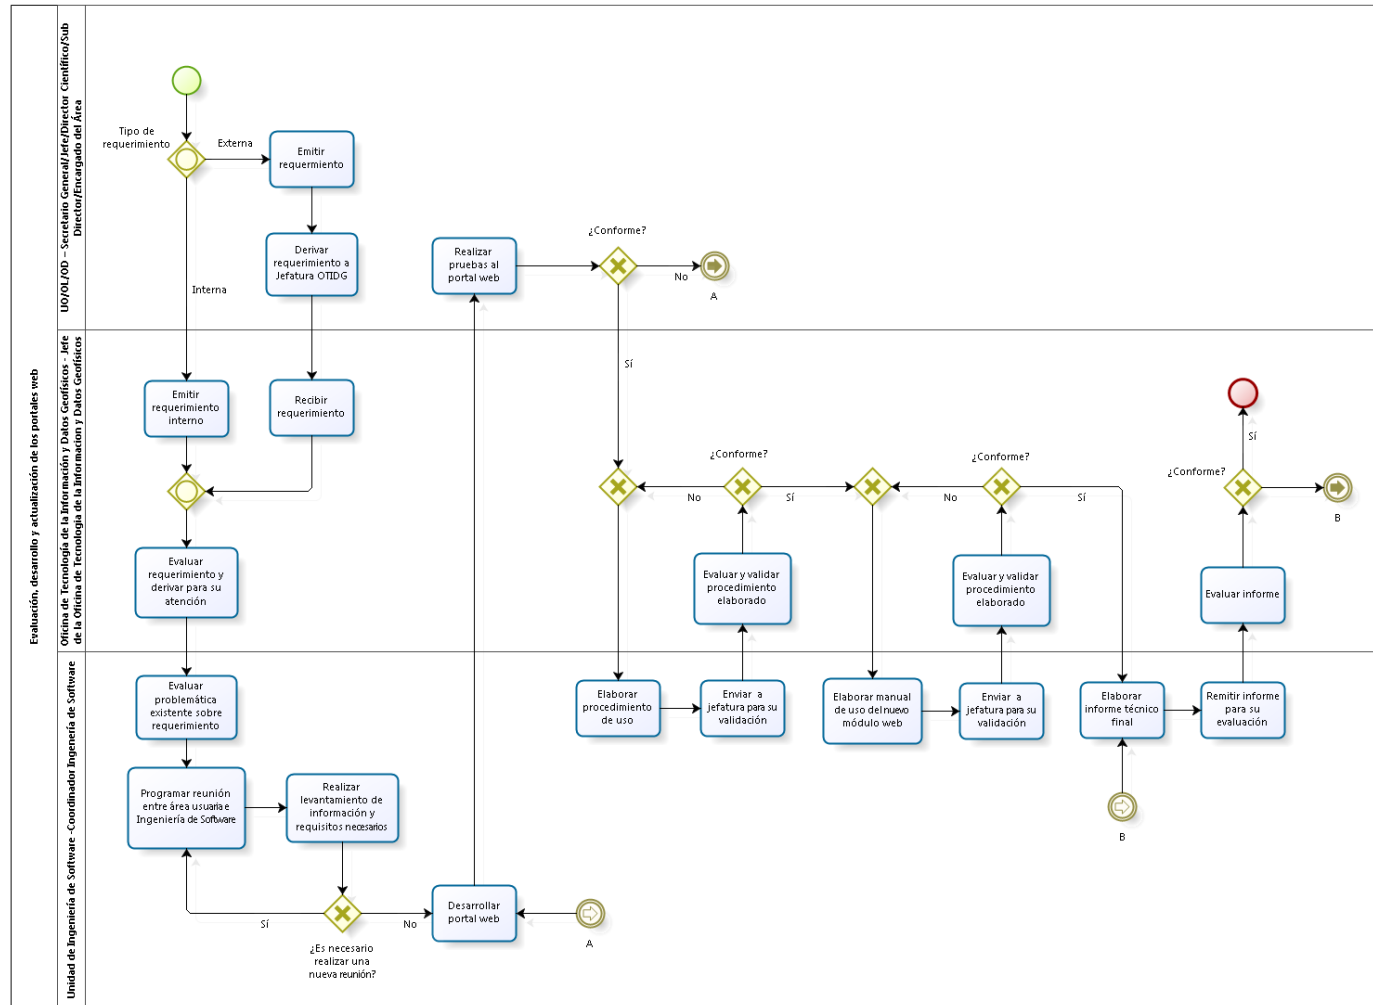 Evaluación, desarrollo y actualización de los portales web
UO/OL/OD – Secretario General/Jefe/Director Científico/Sub
Director/Encargado del Área
Tipo de
requerimiento
Externa
Interna
Emitir
requermiento
Derivar
requerimiento a
Jefatura OTIDG
Realizar
pruebas al
portal web
¿Conforme?
No
A
Sí
Oficina de Tecnología de la Información y Datos Geofísicos - Jefe
de la Oficina de Tecnología de la Informacion y Datos Geofísicos
Emitir
requerimiento
interno
Recibir
requerimiento
Evaluar
requerimiento y
derivar para su
atención
¿Conforme?
No
Sí
Evaluar y validar
procedimiento
elaborado
¿Conforme?
No
Sí
Evaluar y validar
procedimiento
elaborado
Sí
¿Conforme?
B
Evaluar informe
Unidad de Ingeniería de Software -Coordinador Ingenería de Software
Evaluar
problemática
existente sobre
requerimiento
Programar reunión
entre área usuaria e
Ingeniería de Software
Realizar
levantamiento de
información y
requisitos necesarios
Sí
No
¿Es necesario
realizar una
nueva reunión?
Desarrollar
portal web
A
Elaborar
procedimiento
de uso
Enviar a
jefatura para su
validación
Elaborar manual
de uso del nuevo
módulo web
Enviar a
jefatura para su
validación
Elaborar
informe técnico
final
Remitir informe
para su
evaluación
B